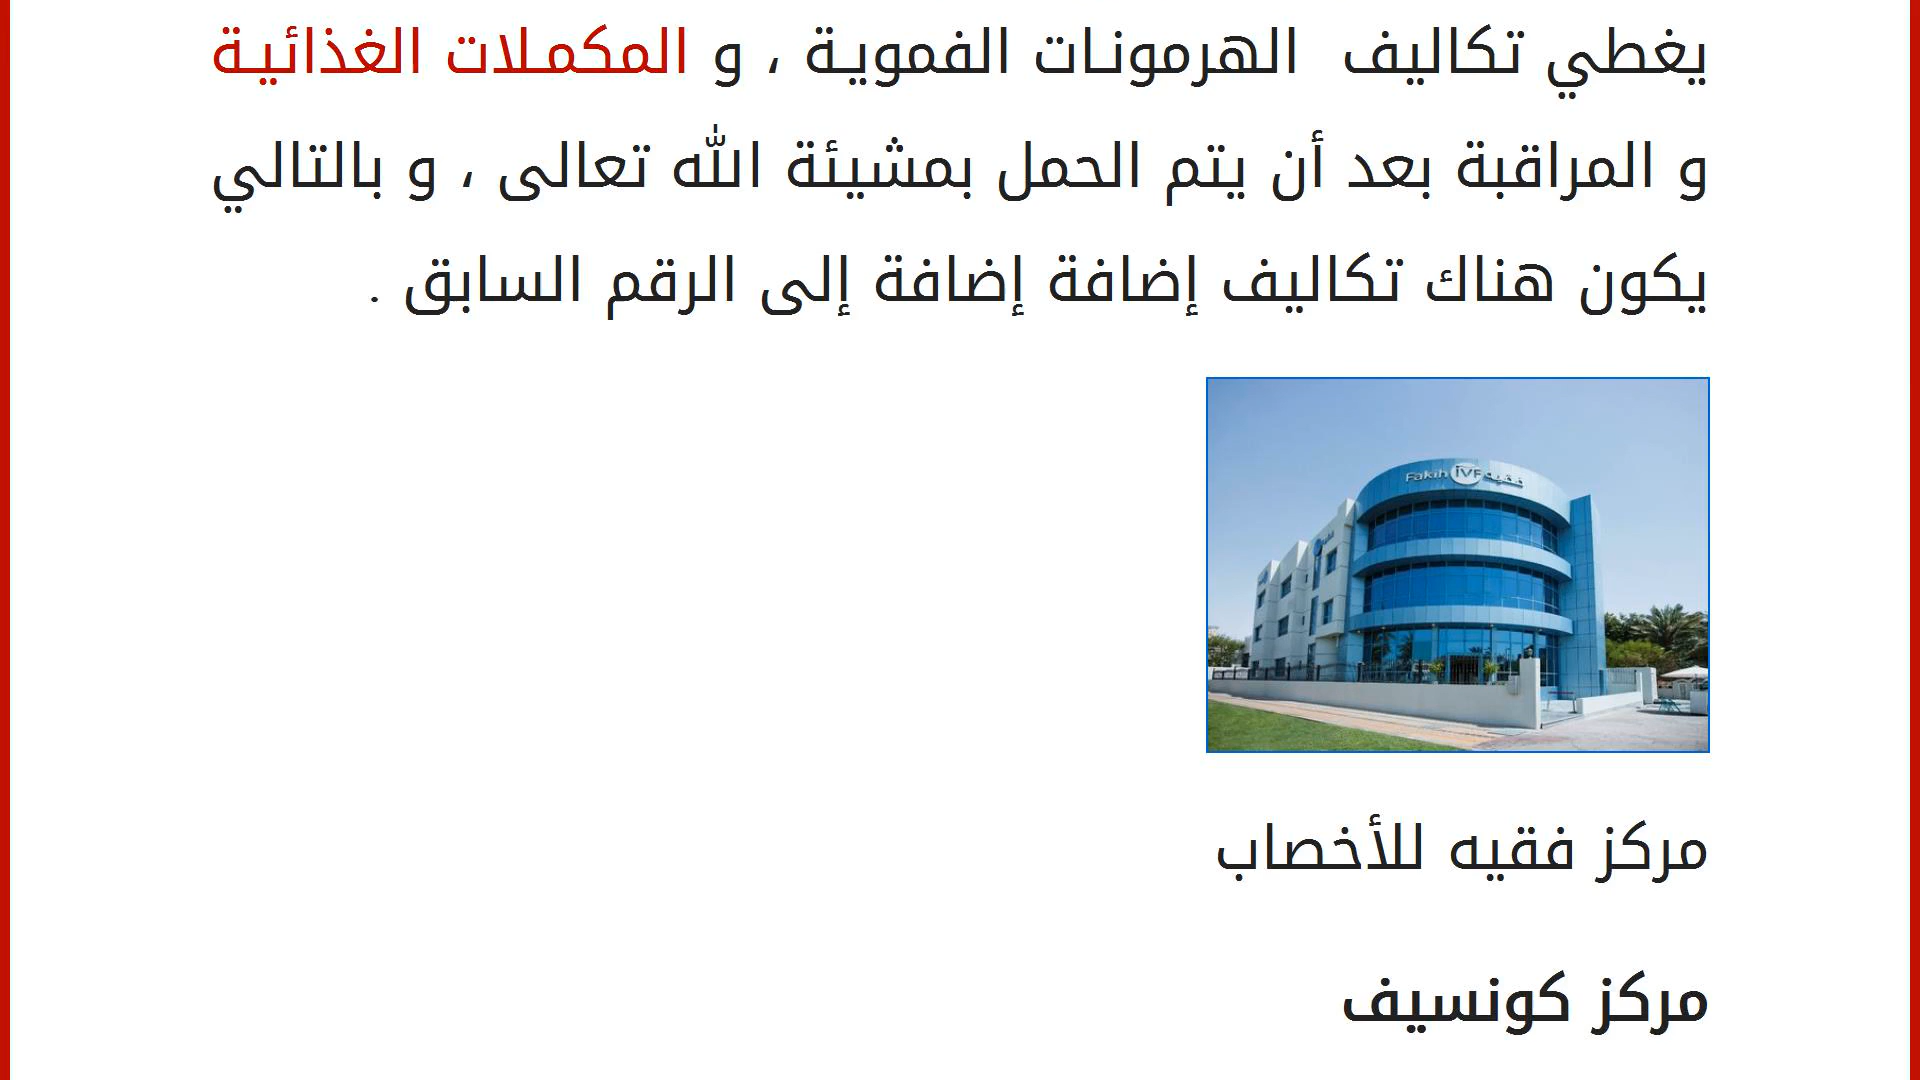 يغطي تكاليف الهرمونات الفموية ، و المكملات الغذائية
و المراقبة بعد أن يتم الحمل بمشيئة الله تعالى ، و بالتالي
يكون هناك تكاليف إضافة إضافة إلى الرقم السابق .
Fakih IVF فقيه
مركز فقيه للأخصاب
مركز كونسيف